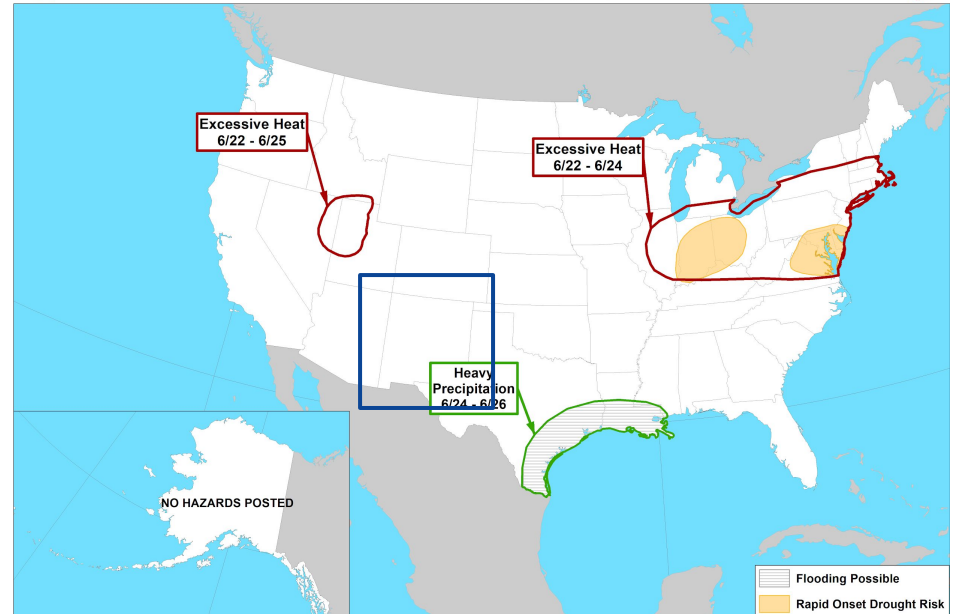 Excessive Heat
6/22 - 6/25
Excessive Heat
6/22 - 6/24
Heavy
Precipitation
6/24 - 6/26
NO HAZARDS POSTED
Flooding Possible
Rapid Onset Drought Risk